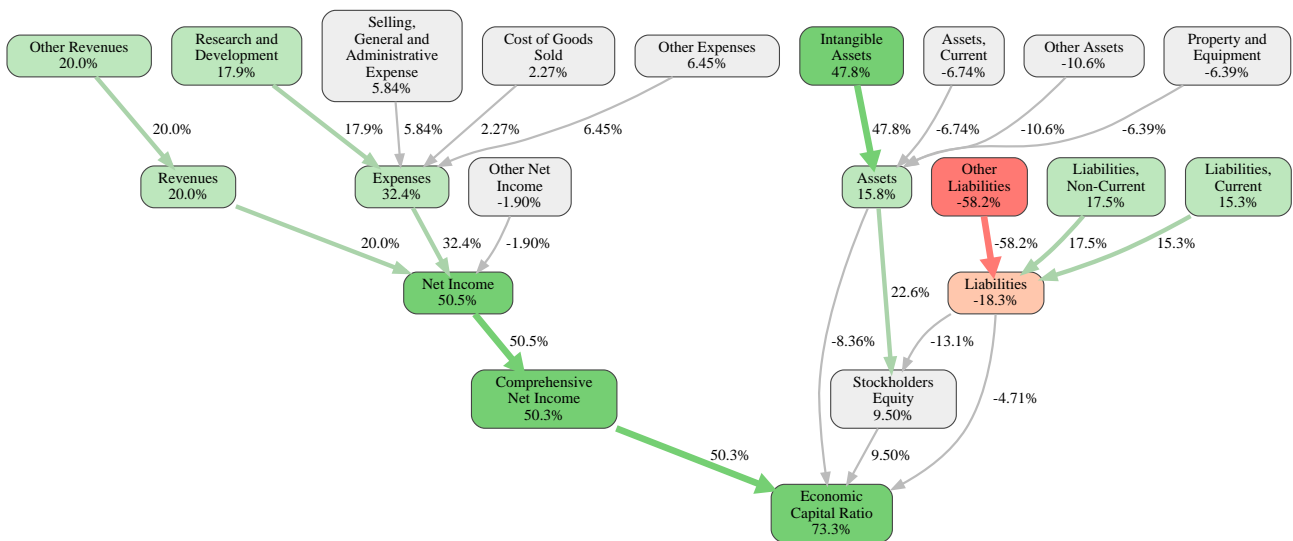 Other Revenues
20.0%
Research and
Development
17.9%
Selling,
General and
Administrative
Expense
5.84%
Cost of Goods
Sold
2.27%
Other Expenses
6.45%
Intangible
Assets
47.8%
Assets,
Current
-6.74%
Other Assets
-10.6%
Property and
Equipment
-6.39%
20.0%
17.9%
5.84%
2.27%
6.45%
47.8%
-6.74%
-10.6%
-6.39%
Revenues
20.0%
Expenses
32.4%
Other Net
Income
-1.90%
Assets
15.8%
Other
Liabilities
-58.2%
Liabilities,
Non-Current
17.5%
Liabilities,
Current
15.3%
20.0%
32.4%
-1.90%
-58.2%
17.5%
15.3%
Net Income
50.5%
22.6%
Liabilities
-18.3%
50.5%
-8.36%
-13.1%
Comprehensive
Net Income
50.3%
Stockholders
Equity
9.50%
-4.71%
50.3%
9.50%
Economic
Capital Ratio
73.3%